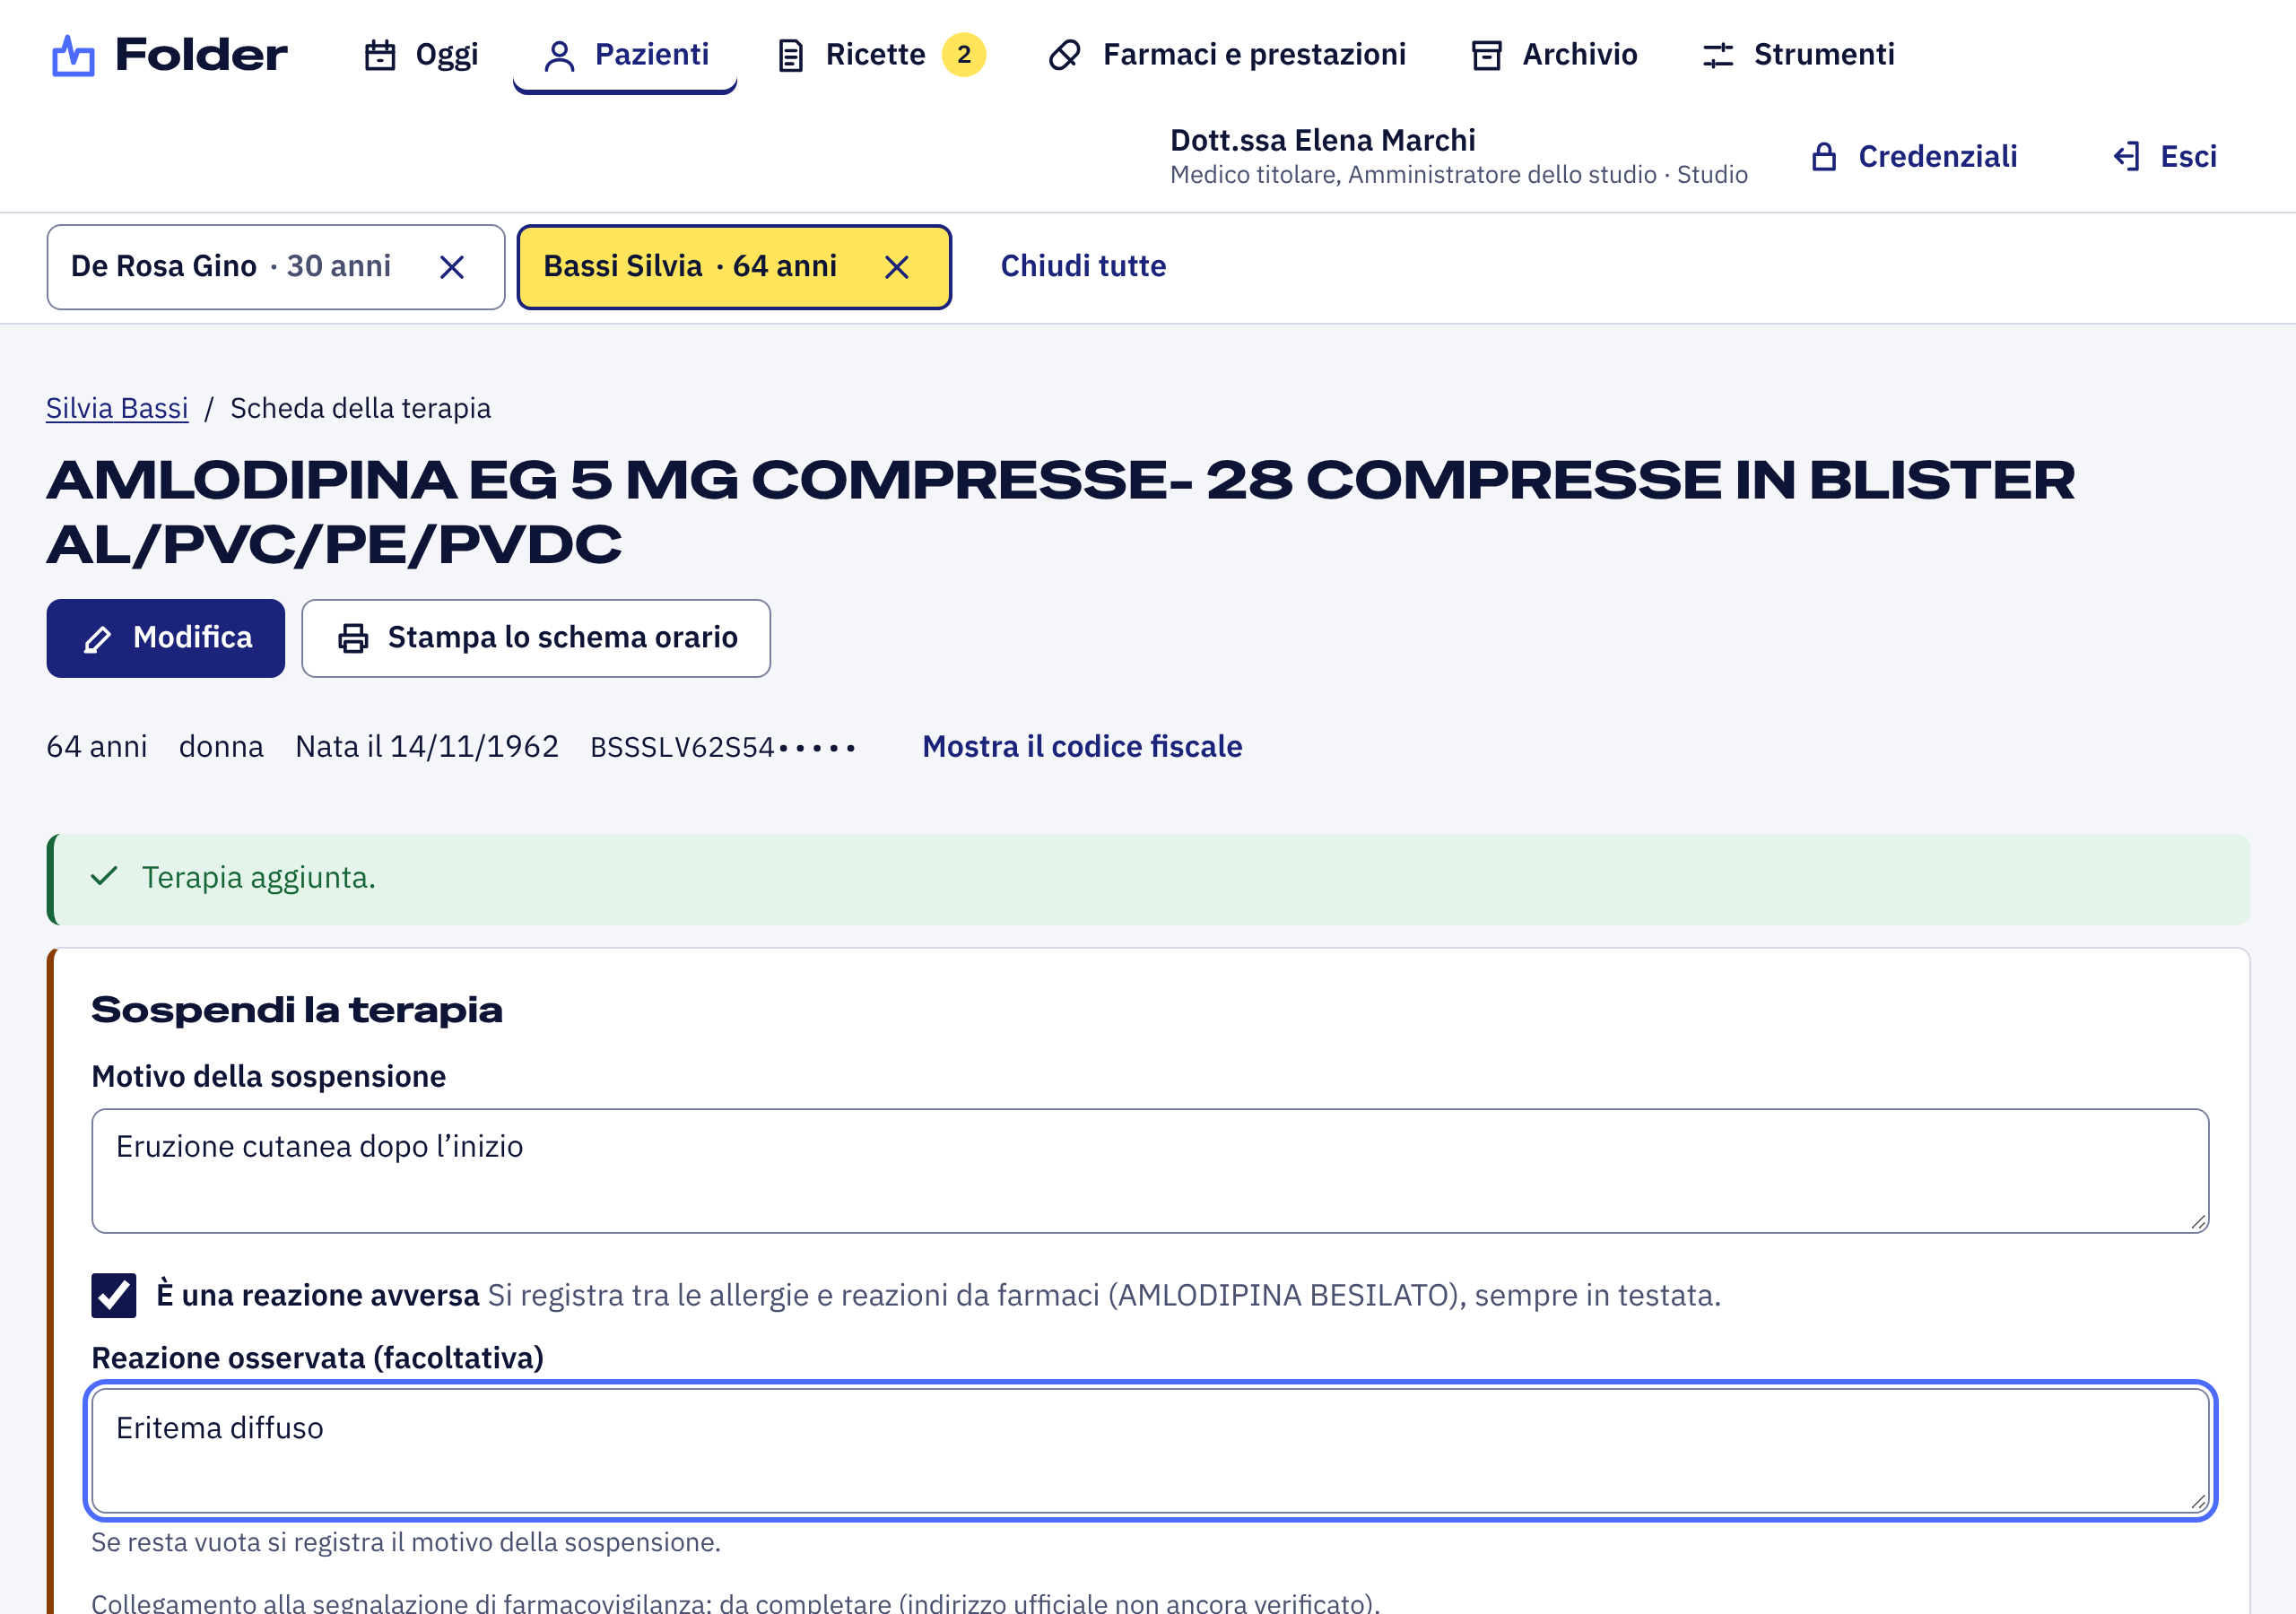 Folder
Oggi
Pazienti
Ricette 2
Farmaci e prestazioni
Archivio
Strumenti
Dott.ssa Elena Marchi
Medico titolare, Amministratore dello studio · Studio
Credenziali
Esci
De Rosa Gino · 30 anni
Bassi Silvia · 64 anni
Chiudi tutte
Silvia Bassi / Scheda della terapia
AMLODIPINA EG 5 MG COMPRESSE- 28 COMPRESSE IN BLISTER
AL/PVC/PE/PVDC
Modifica
Stampa lo schema orario
64 anni donna Nata il 14/11/1962 BSSSLV62S54••••• Mostra il codice fiscale
Terapia aggiunta.
Sospendi la terapia
Motivo della sospensione
Eruzione cutanea dopo l’inizio
È una reazione avversa Si registra tra le allergie e reazioni da farmaci (AMLODIPINA BESILATO), sempre in testata.
Reazione osservata (facoltativa)
Eritema diffuso
Se resta vuota si registra il motivo della sospensione.
Collegamento alla segnalazione di farmacovigilanza: da completare (indirizzo ufficiale non ancora verificato).